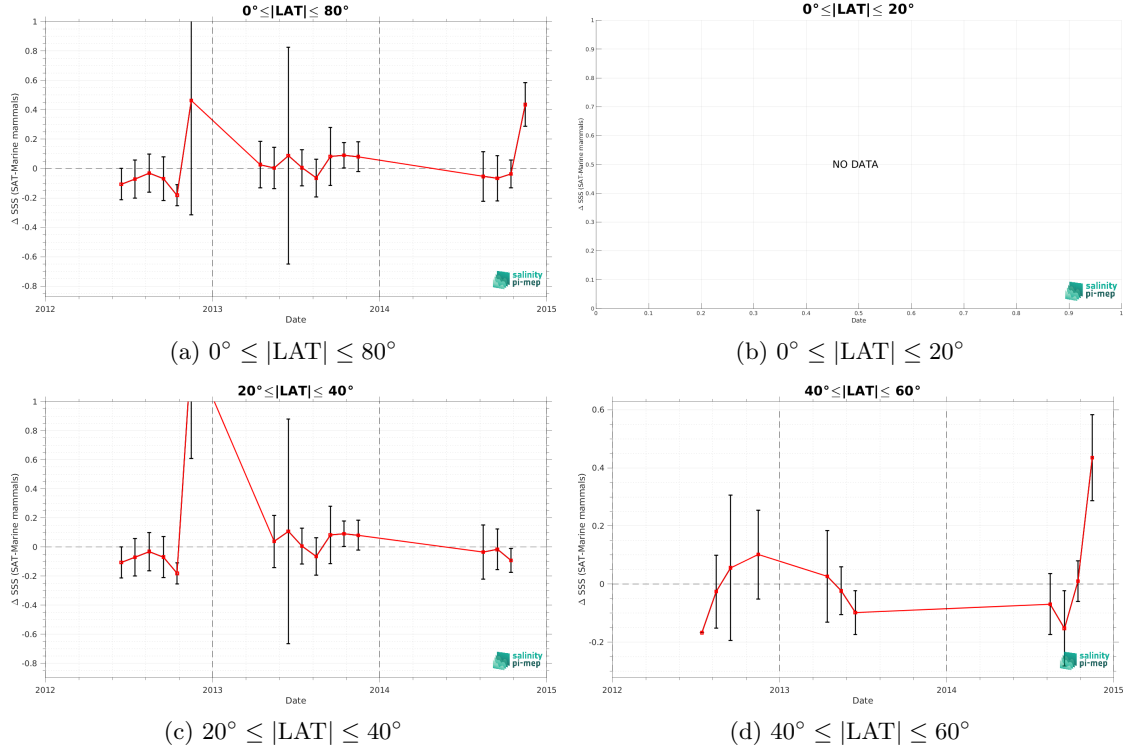 0°≤|LAT|≤ 80°
1
0.8
0.6
0.4
0.2
0
-0.2
-0.4
-0.6
-0.8
Δ SSS (SAT-Marine mammals)
2012
2013
2014
2015
Date
salinity
pi-mep
(a) 0° ≤ |LAT| ≤ 80°
0°≤|LAT|≤ 20°
1
0.9
0.8
0.7
0.6
0.5
0.4
0.3
0.2
0.1
0
Δ SSS (SAT-Marine mammals)
NO DATA
0
0.1
0.2
0.3
0.4
0.5
0.6
0.7
0.8
0.9
1
Date
salinity
pi-mep
(b) 0° ≤ |LAT| ≤ 20°
20°≤|LAT|≤ 40°
1
0.8
0.6
0.4
0.2
0
-0.2
-0.4
-0.6
-0.8
Δ SSS (SAT-Marine mammals)
2012
2013
2014
2015
Date
salinity
pi-mep
(c) 20° ≤ |LAT| ≤ 40°
40°≤|LAT|≤ 60°
0.6
0.4
0.2
0
-0.2
Δ SSS (SAT-Marine mammals)
2012
2013
2014
2015
Date
salinity
pi-mep
(d) 40° ≤ |LAT| ≤ 60°